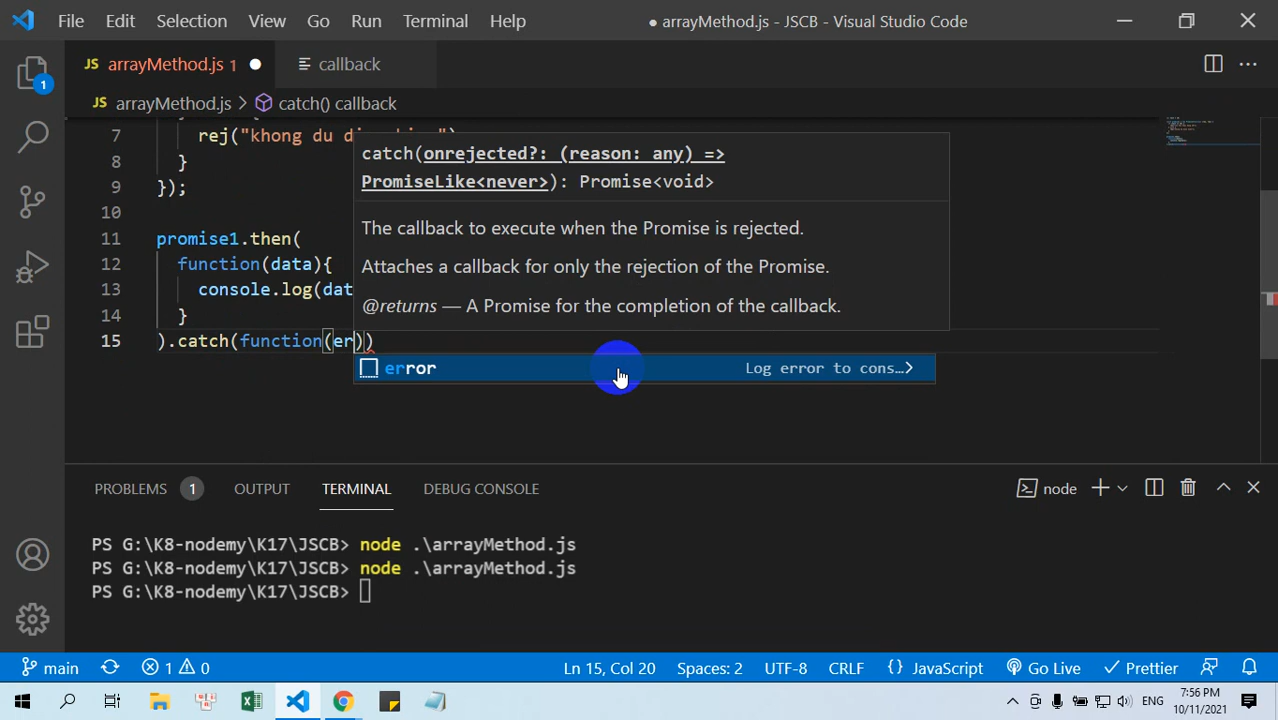 File Edit Selection View Go Run Terminal Help ● arrayMethod.js - JSCB - Visual Studio Code
JS arrayMethod.js 1 ● callback
JS arrayMethod.js > catch() callback
1
7 rej("khong du
8 }
9 });
10
11 promise1.then(
12 function(data){
13 console.log(dat
14 }
15 ).catch(function(er))
catch(onrejected?: (reason: any) =>
PromiseLike<never>): Promise<void>
The callback to execute when the Promise is rejected.
Attaches a callback for only the rejection of the Promise.
@returns — A Promise for the completion of the callback.
error Log error to cons…
PROBLEMS 1 OUTPUT TERMINAL DEBUG CONSOLE
node
PS G:\K8-nodemy\K17\JSCB> node .\arrayMethod.js
PS G:\K8-nodemy\K17\JSCB> node .\arrayMethod.js
PS G:\K8-nodemy\K17\JSCB>
main 1 0 Ln 15, Col 20 Spaces: 2 UTF-8 CRLF {} JavaScript Go Live Prettier
ENG 7:56 PM
10/11/2021